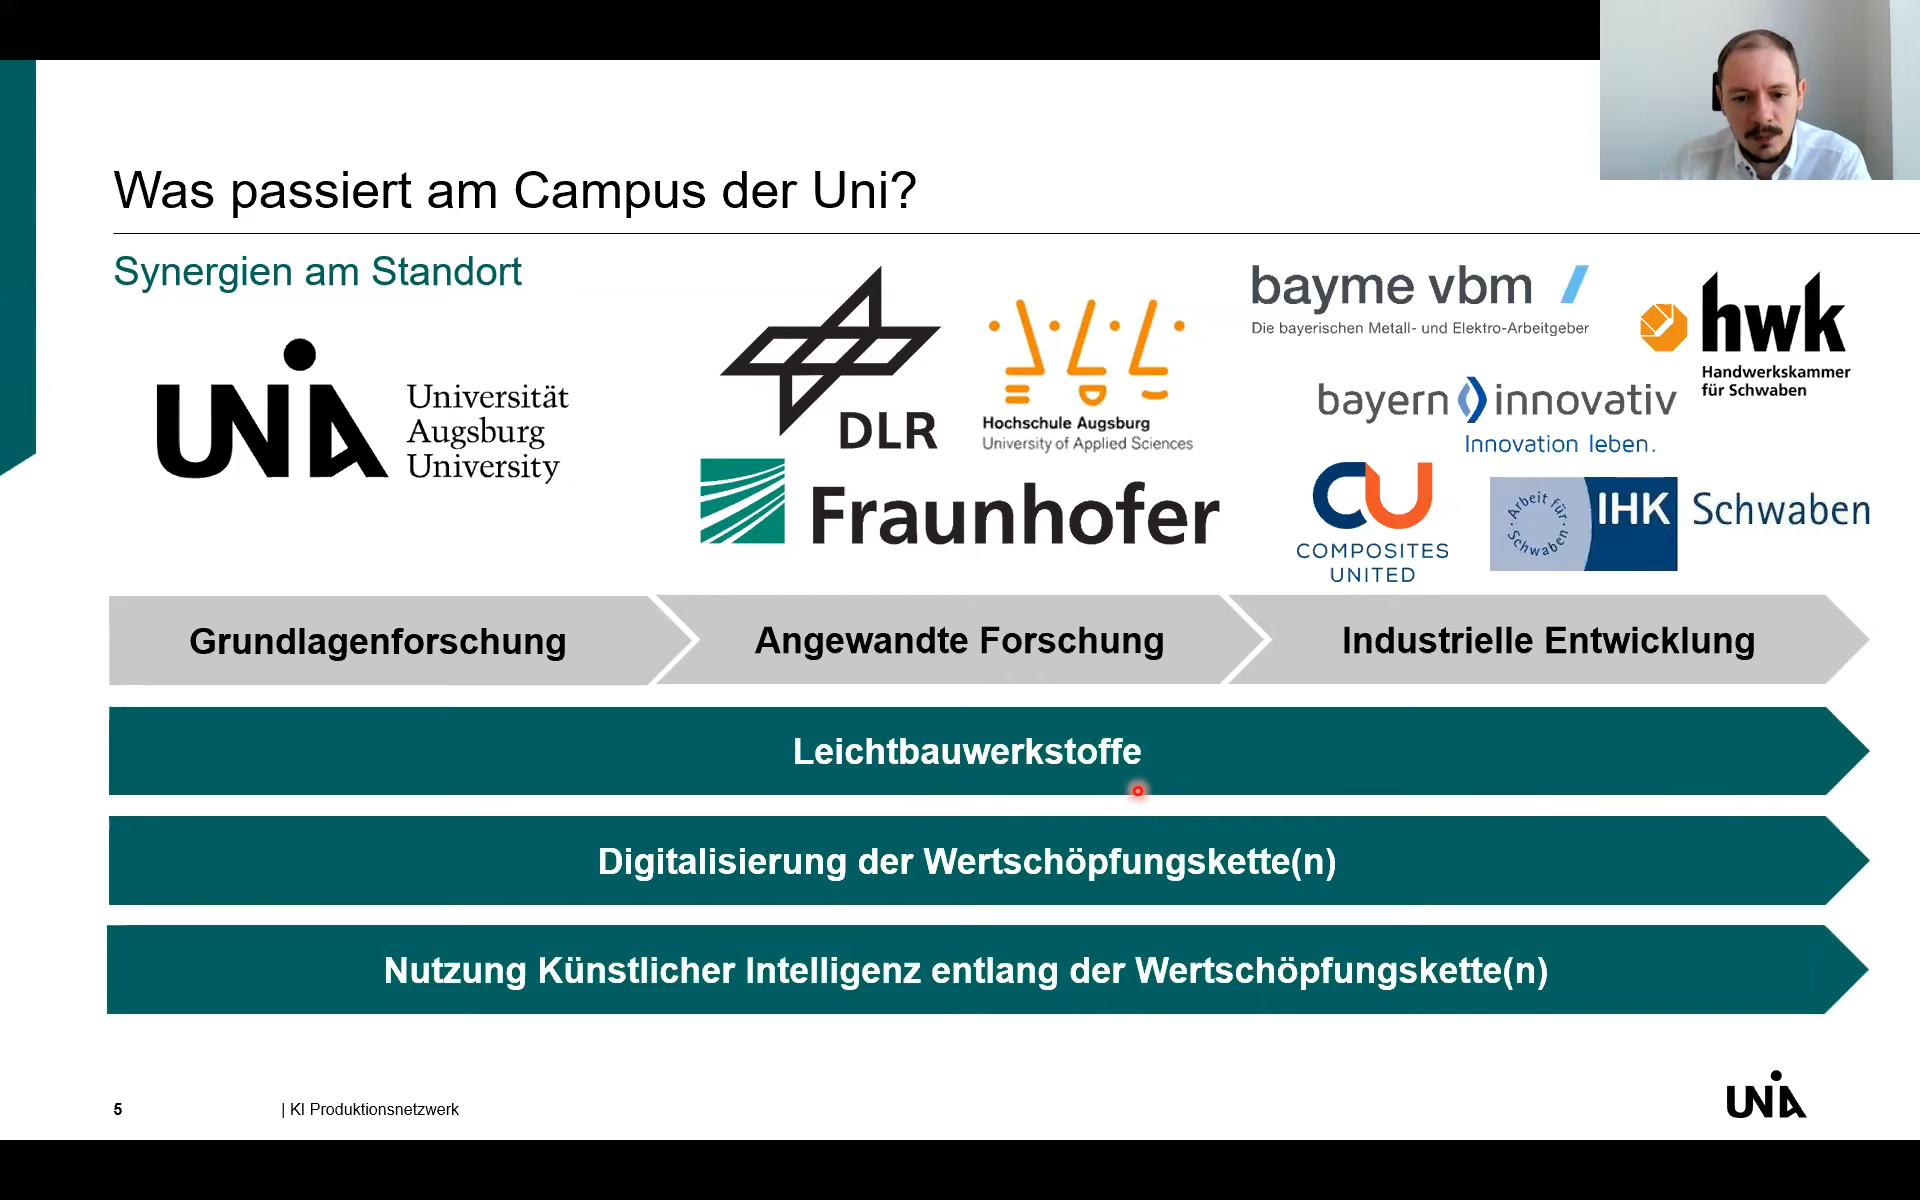 Was passiert am Campus der Uni?
Synergien am Standort
UNIA
Universität
Augsburg
University
DLR
Hochschule Augsburg
University of Applied Sciences
Fraunhofer
bayme vbm
Die bayerischen Metall- und Elektro-Arbeitgeber
hwk
Handwerkskammer
für Schwaben
bayern innovativ
Innovation leben.
CU
COMPOSITES
UNITED
Arbeit für
Schwaben
IHK Schwaben
Grundlagenforschung
Angewandte Forschung
Industrielle Entwicklung
Leichtbauwerkstoffe
Digitalisierung der Wertschöpfungskette(n)
Nutzung Künstlicher Intelligenz entlang der Wertschöpfungskette(n)
5
| KI Produktionsnetzwerk
UNIA